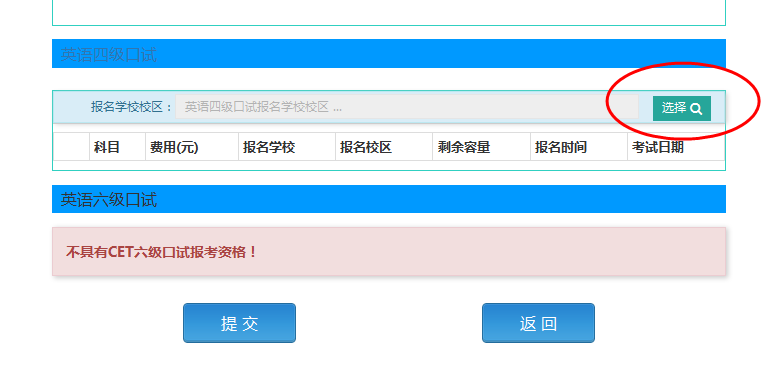 英语四级口试
报名学校校区： 英语四级口试报名学校校区 ... 选择
科目 费用(元) 报名学校 报名校区 剩余容量 报名时间 考试日期
英语六级口试
不具有CET六级口试报考资格！
提 交 返 回